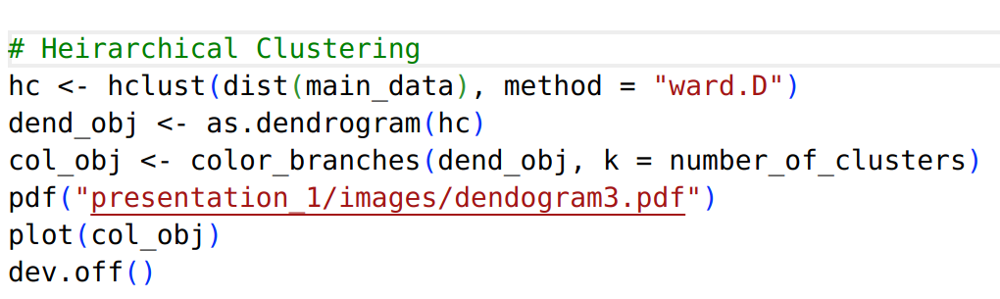 # Heirarchical Clustering
hc <- hclust(dist(main_data), method = "ward.D")
dend_obj <- as.dendrogram(hc)
col_obj <- color_branches(dend_obj, k = number_of_clusters)
pdf("presentation_1/images/dendogram3.pdf")
plot(col_obj)
dev.off()